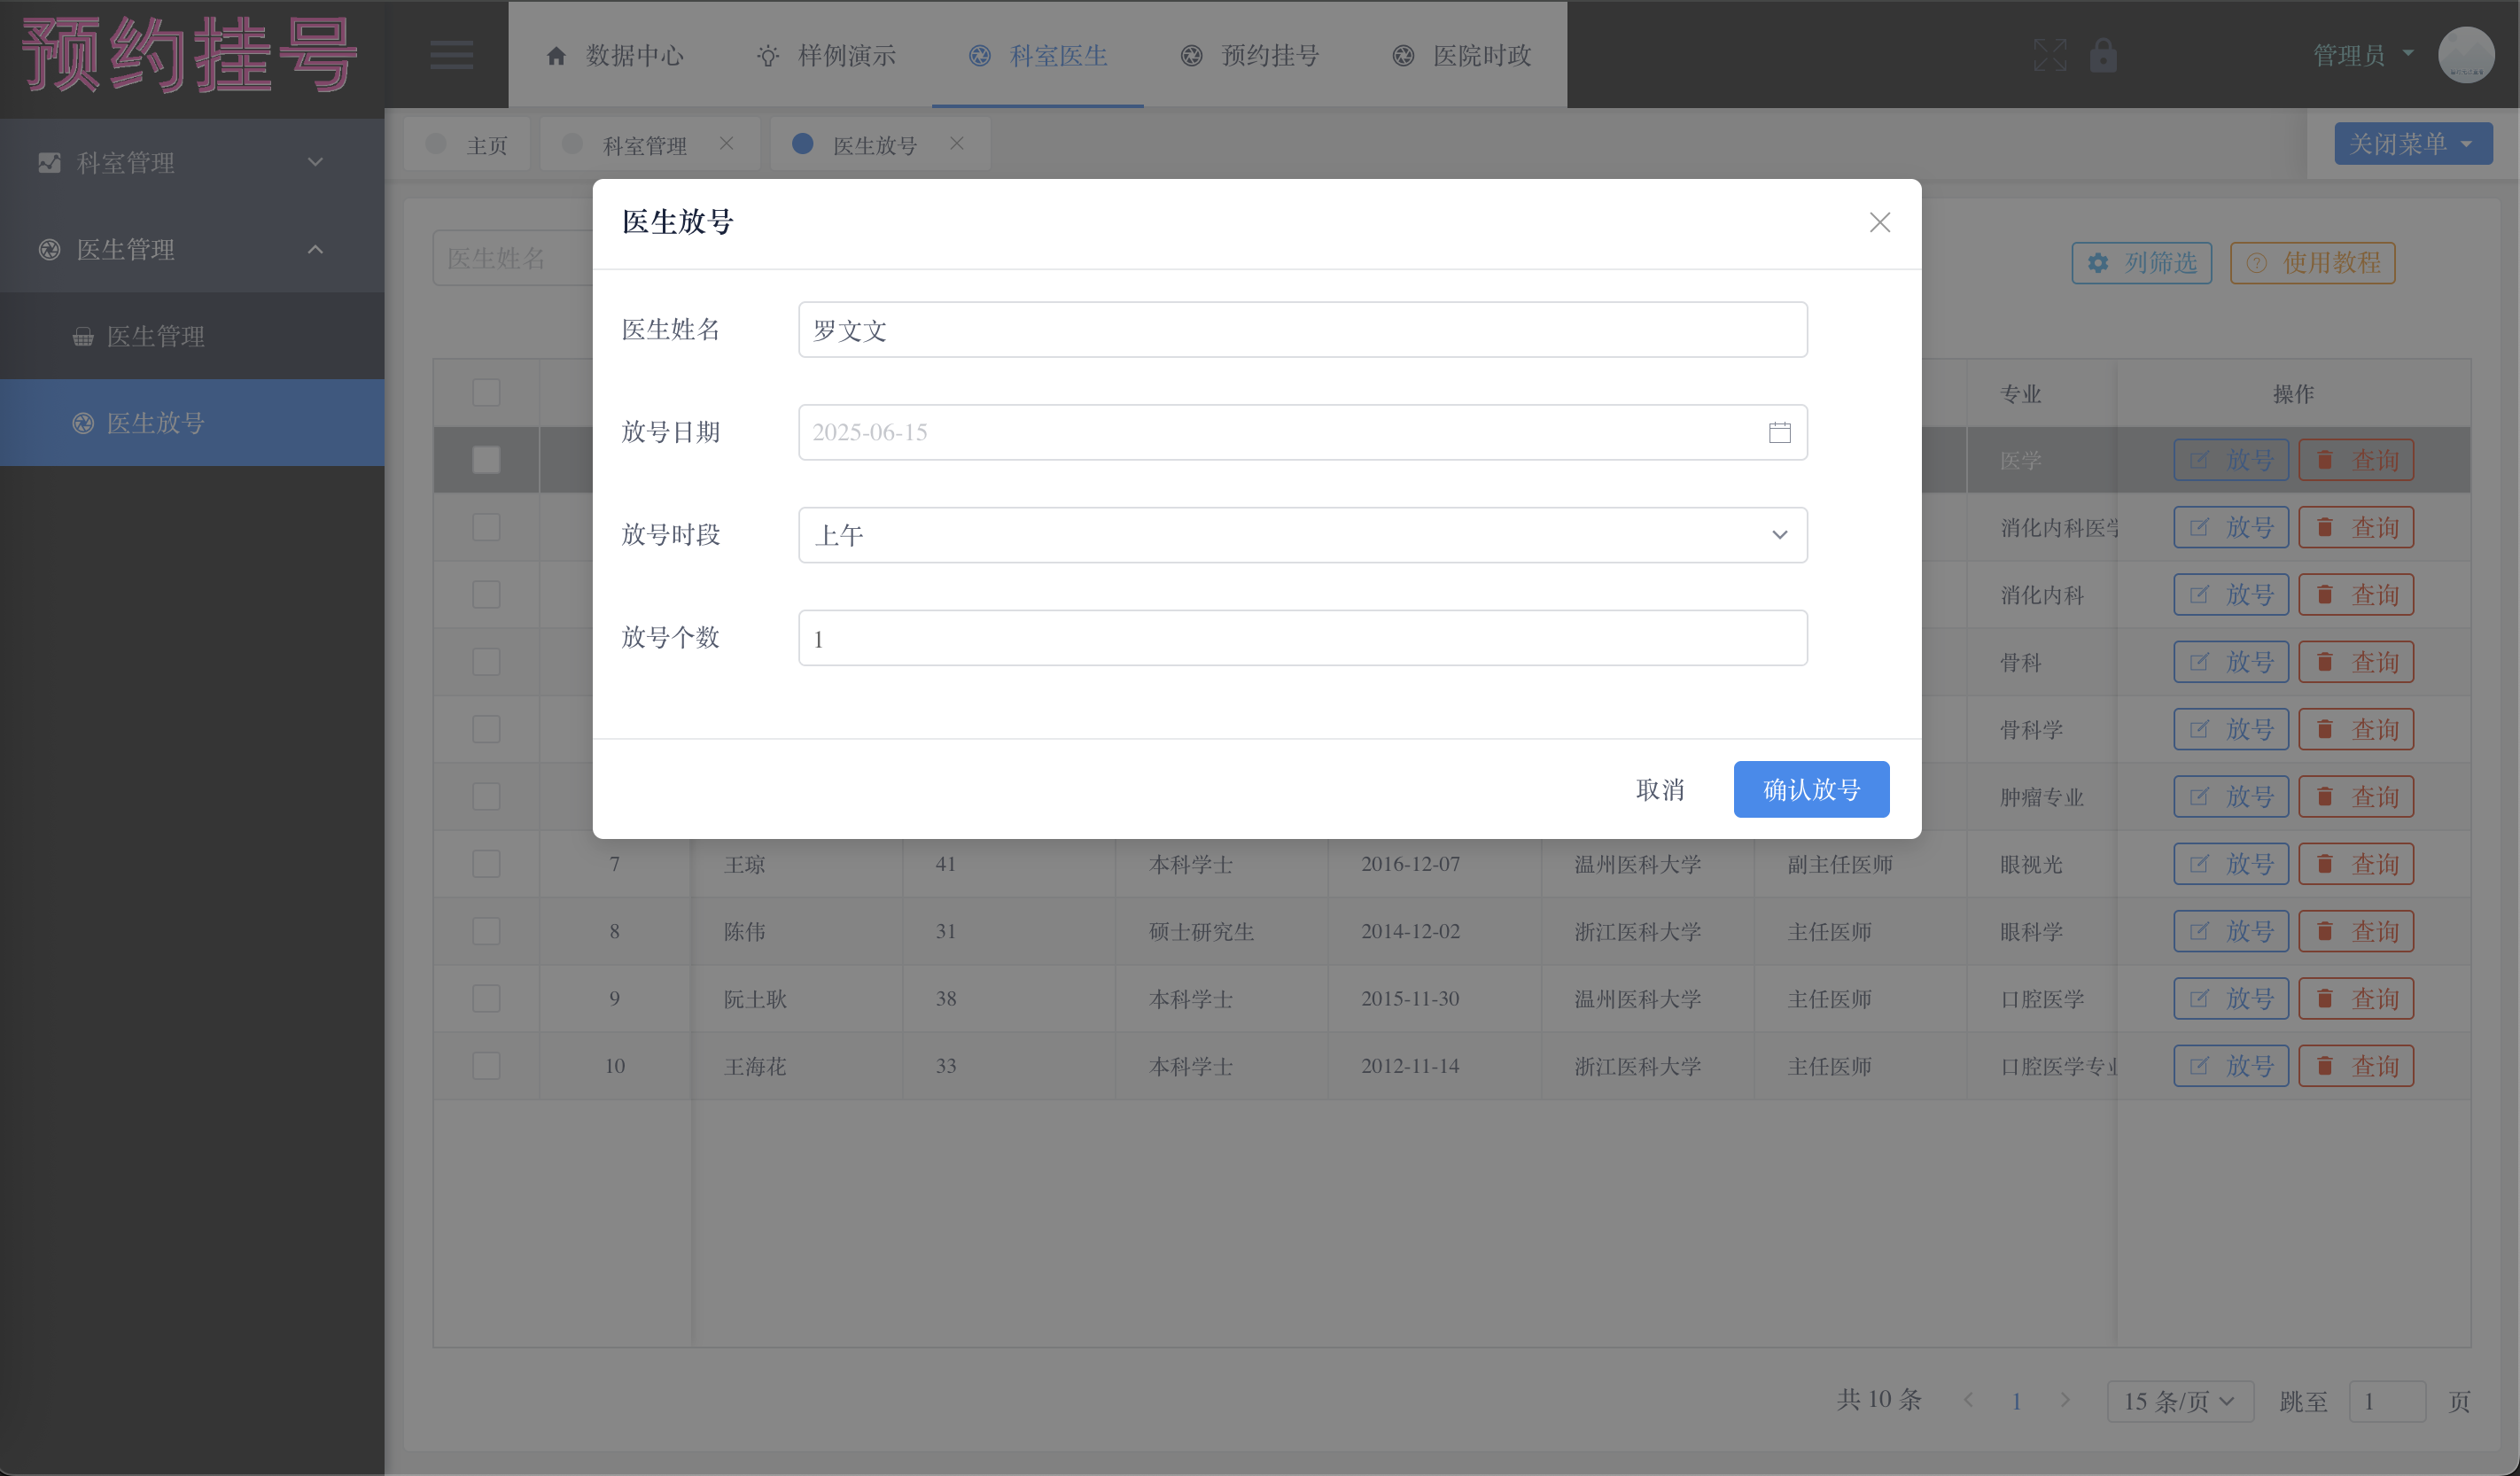 预约挂号
数据中心 样例演示 科室医生 预约挂号 医院时政 管理员
科室管理
医生管理
医生管理
医生放号
主页 科室管理 医生放号 关闭菜单
医生姓名 列筛选 使用教程
医生放号
医生姓名 罗文文
放号日期 2025-06-15
放号时段 上午
放号个数 1
取消 确认放号
专业 操作
医学 放号 查询
消化内科医学 放号 查询
消化内科 放号 查询
骨科 放号 查询
骨科学 放号 查询
肿瘤专业 放号 查询
7 王琼 41 本科学士 2016-12-07 温州医科大学 副主任医师 眼视光 放号 查询
8 陈伟 31 硕士研究生 2014-12-02 浙江医科大学 主任医师 眼科学 放号 查询
9 阮土耿 38 本科学士 2015-11-30 温州医科大学 主任医师 口腔医学 放号 查询
10 王海花 33 本科学士 2012-11-14 浙江医科大学 主任医师 口腔医学专业 放号 查询
共 10 条 1 15 条/页 跳至 1 页